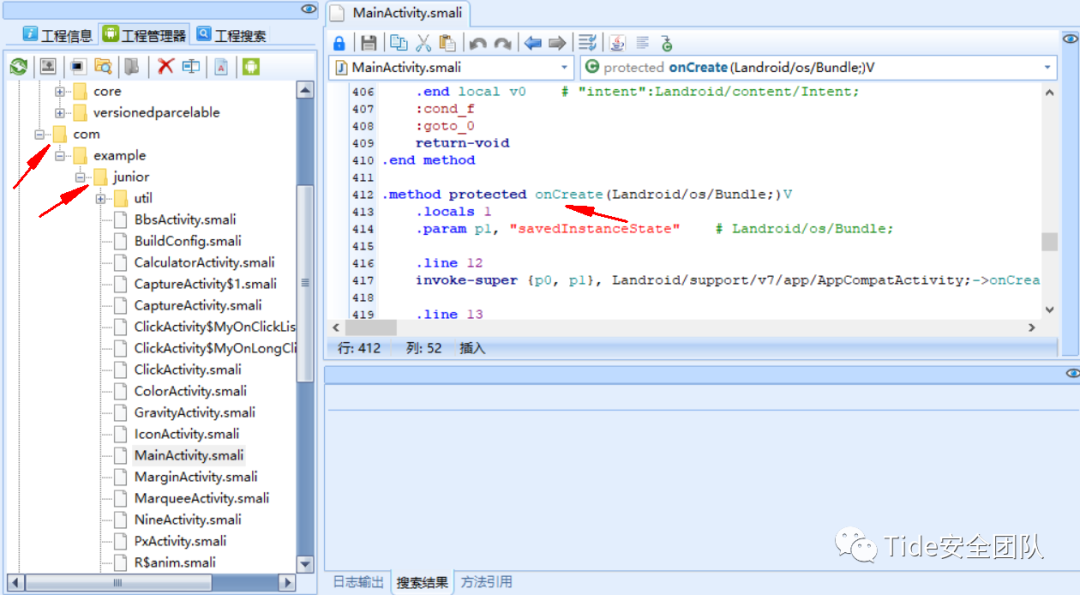 工程信息 工程管理器 工程搜索
core
versionedparcelable
com
example
junior
util
BbsActivity.smali
BuildConfig.smali
CalculatorActivity.smali
CaptureActivity$1.smali
CaptureActivity.smali
ClickActivity$MyOnClickLis
ClickActivity$MyOnLongCli
ClickActivity.smali
ColorActivity.smali
GravityActivity.smali
IconActivity.smali
MainActivity.smali
MarginActivity.smali
MarqueeActivity.smali
NineActivity.smali
PxActivity.smali
R$anim.smali
MainActivity.smali
MainActivity.smali
protected onCreate(Landroid/os/Bundle;)V
406 .end local v0 # "intent":Landroid/content/Intent;
407 :cond_f
408 :goto_0
409 return-void
410 .end method
411
412 .method protected onCreate(Landroid/os/Bundle;)V
413 .locals 1
414 .param p1, "savedInstanceState" # Landroid/os/Bundle;
415
416 .line 12
417 invoke-super {p0, p1}, Landroid/support/v7/app/AppCompatActivity;->onCrea
418
419 .line 13
行: 412 列: 52 插入
日志输出 搜索结果 方法引用
Tide安全团队